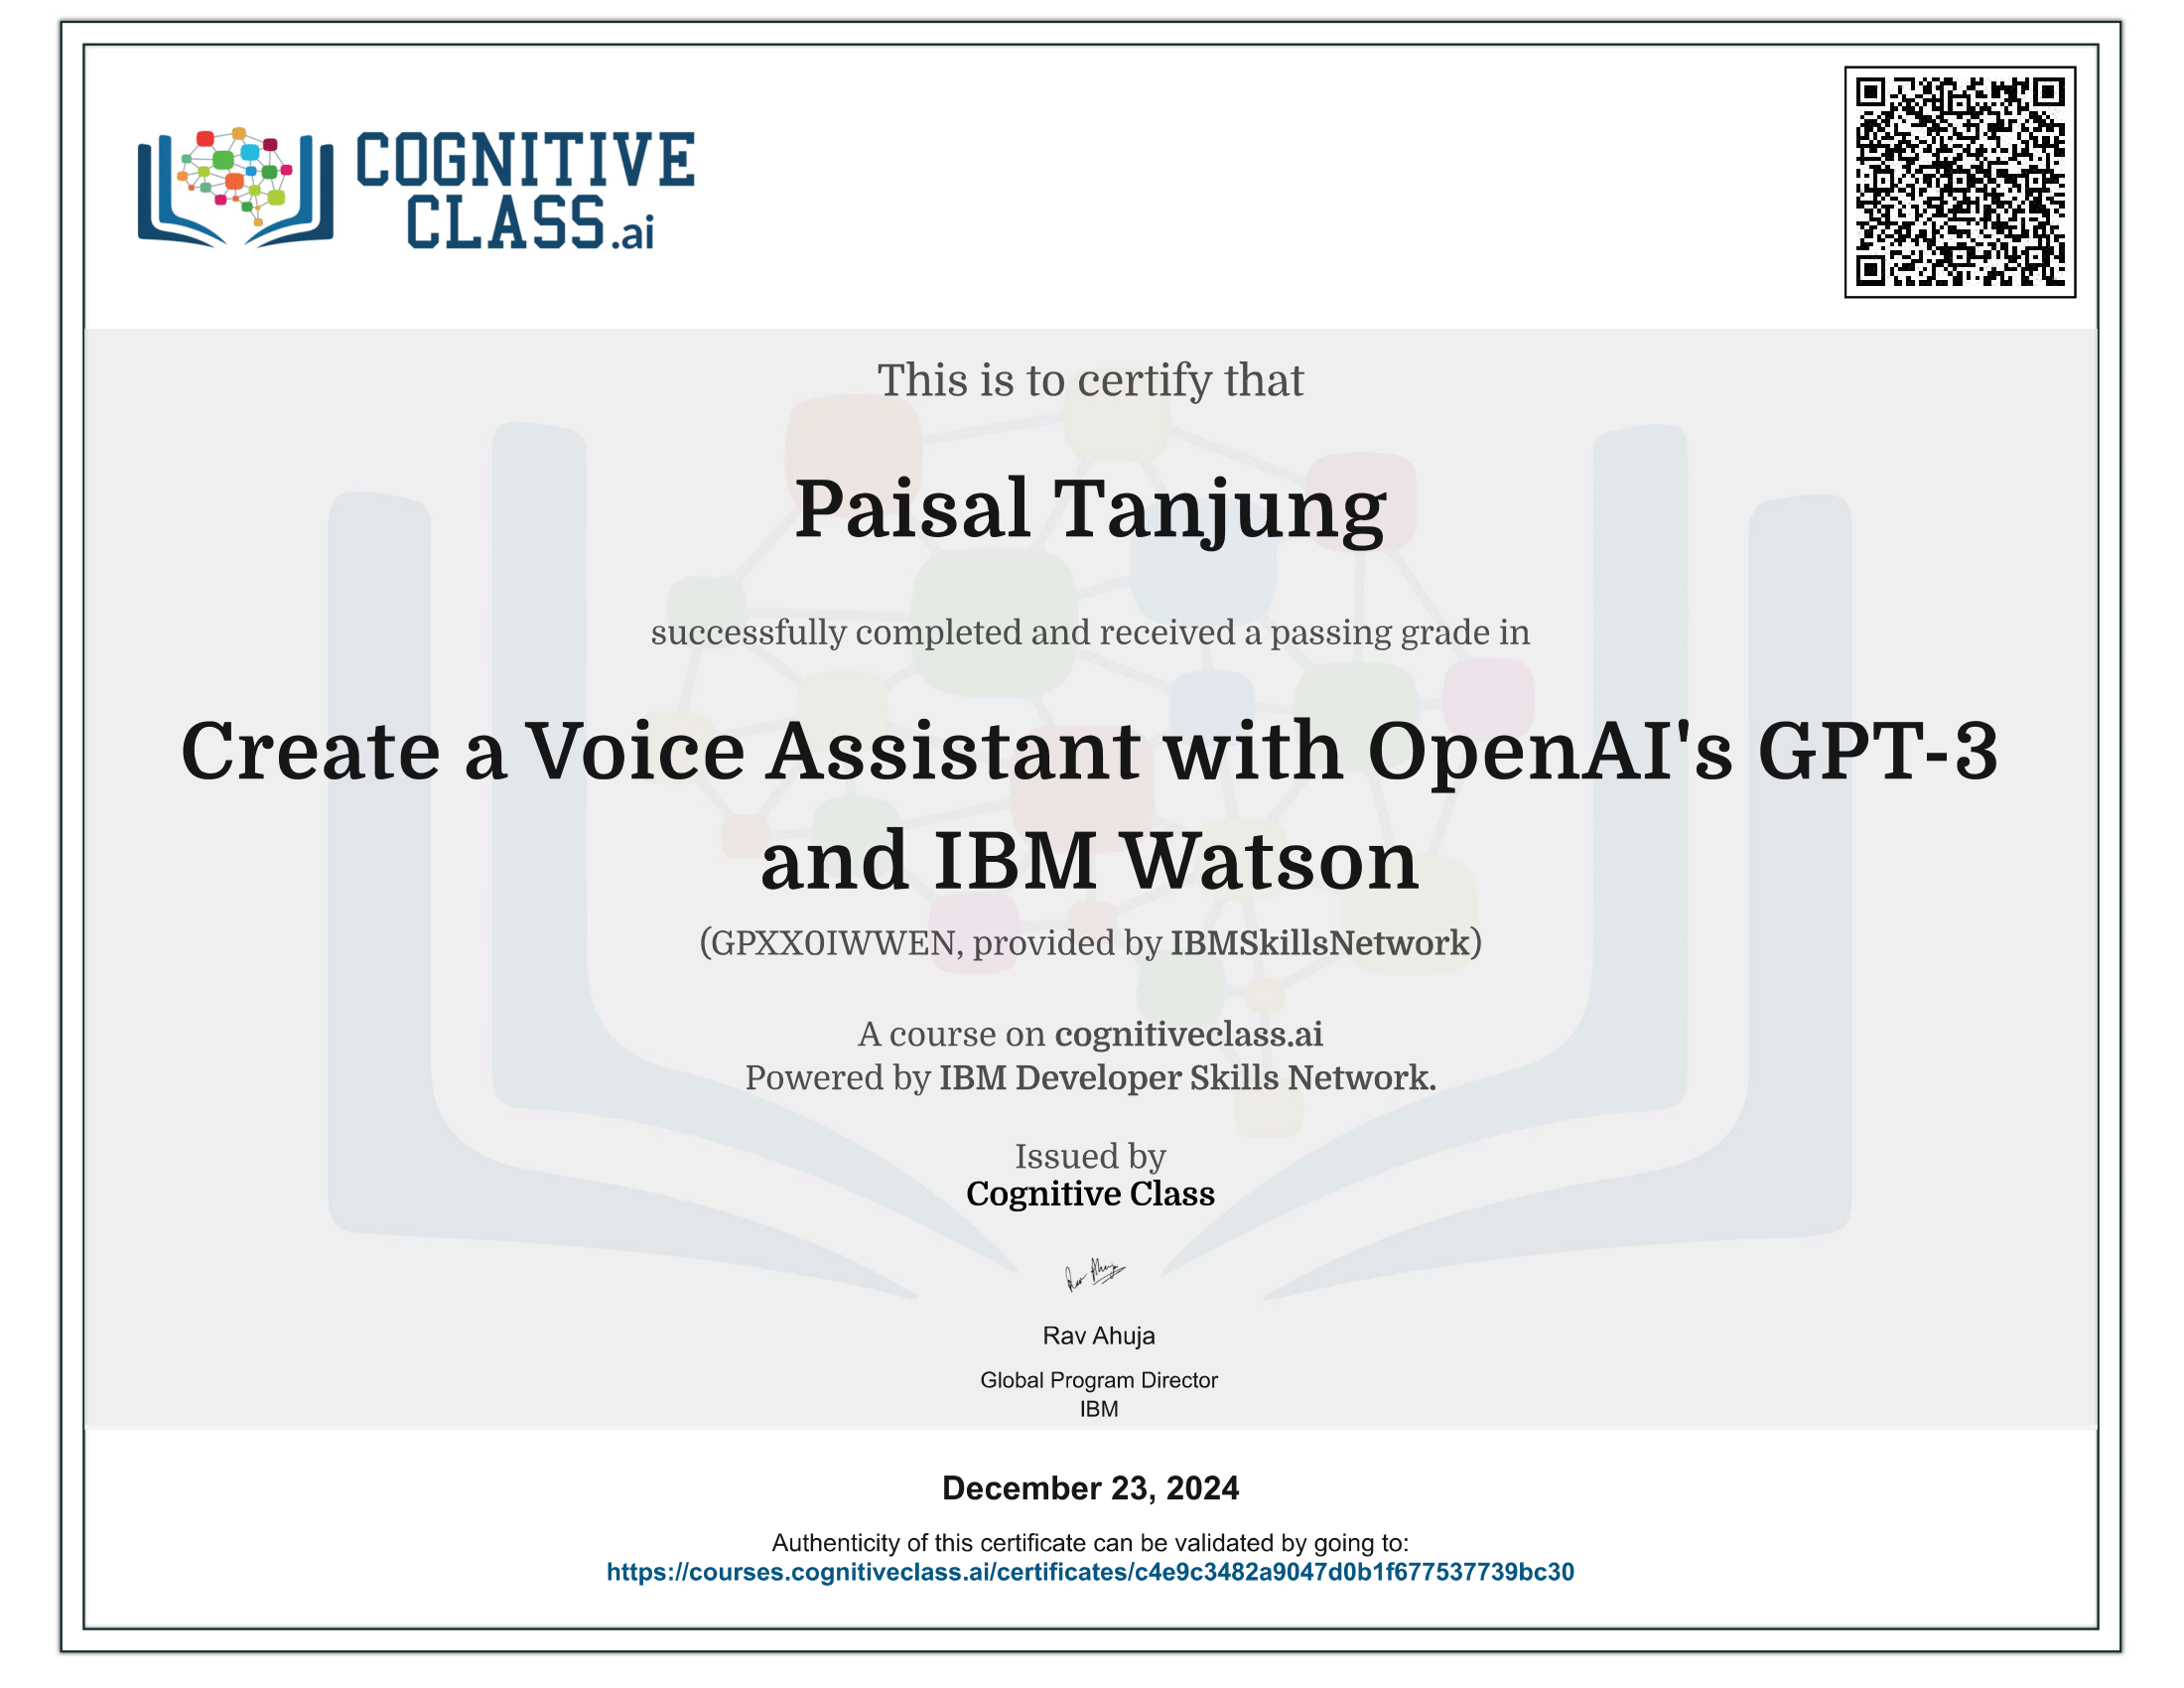 COGNITIVE
CLASS.ai
This is to certify that
Paisal Tanjung
successfully completed and received a passing grade in
Create a Voice Assistant with OpenAI's GPT-3
and IBM Watson
(GPXX0IWWEN, provided by IBMSkillsNetwork)
A course on cognitiveclass.ai
Powered by IBM Developer Skills Network.
Issued by
Cognitive Class
Rav Ahuja
Rav Ahuja
Global Program Director
IBM
December 23, 2024
Authenticity of this certificate can be validated by going to:
https://courses.cognitiveclass.ai/certificates/c4e9c3482a9047d0b1f677537739bc30